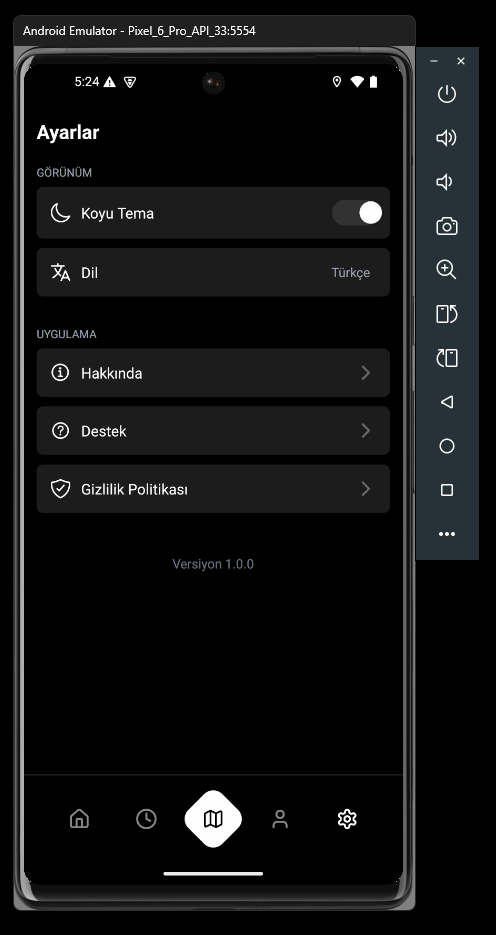 Android Emulator - Pixel_6_Pro_API_33:5554
5:24
Ayarlar
GÖRÜNÜM
Koyu Tema
Dil
Türkçe
UYGULAMA
Hakkında
Destek
Gizlilik Politikası
Versiyon 1.0.0